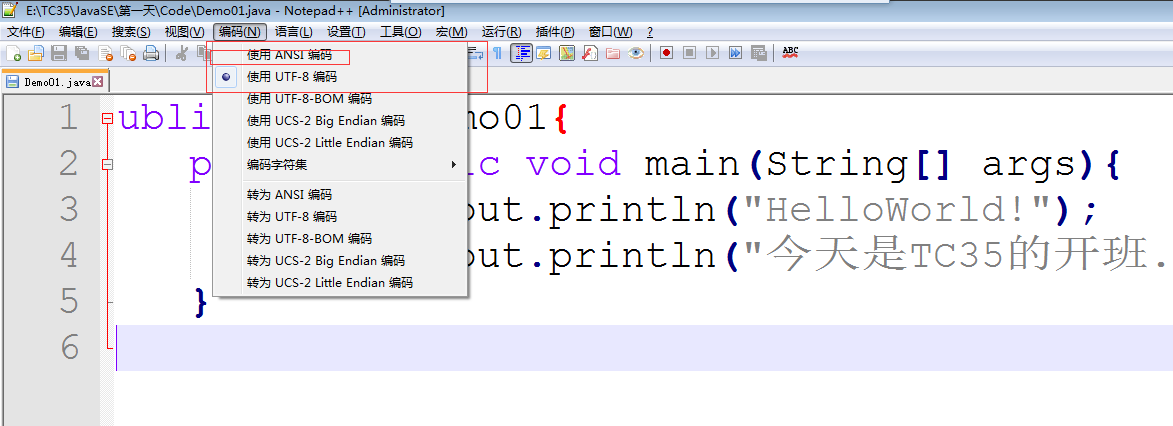 E:\TC35\JavaSE\第一天\Code\Demo01.java - Notepad++ [Administrator]
文件(F) 编辑(E) 搜索(S) 视图(V) 编码(N) 语言(L) 设置(T) 工具(O) 宏(M) 运行(R) 插件(P) 窗口(W) ?
ABC
Demo01.java
使用 ANSI 编码
使用 UTF-8 编码
使用 UTF-8-BOM 编码
使用 UCS-2 Big Endian 编码
使用 UCS-2 Little Endian 编码
编码字符集
转为 ANSI 编码
转为 UTF-8 编码
转为 UTF-8-BOM 编码
转为 UCS-2 Big Endian 编码
转为 UCS-2 Little Endian 编码
1 ubli mo01{
2 p ic void main(String[] args){
3 out.println("HelloWorld!");
4 out.println("今天是TC35的开班.
5 }
6